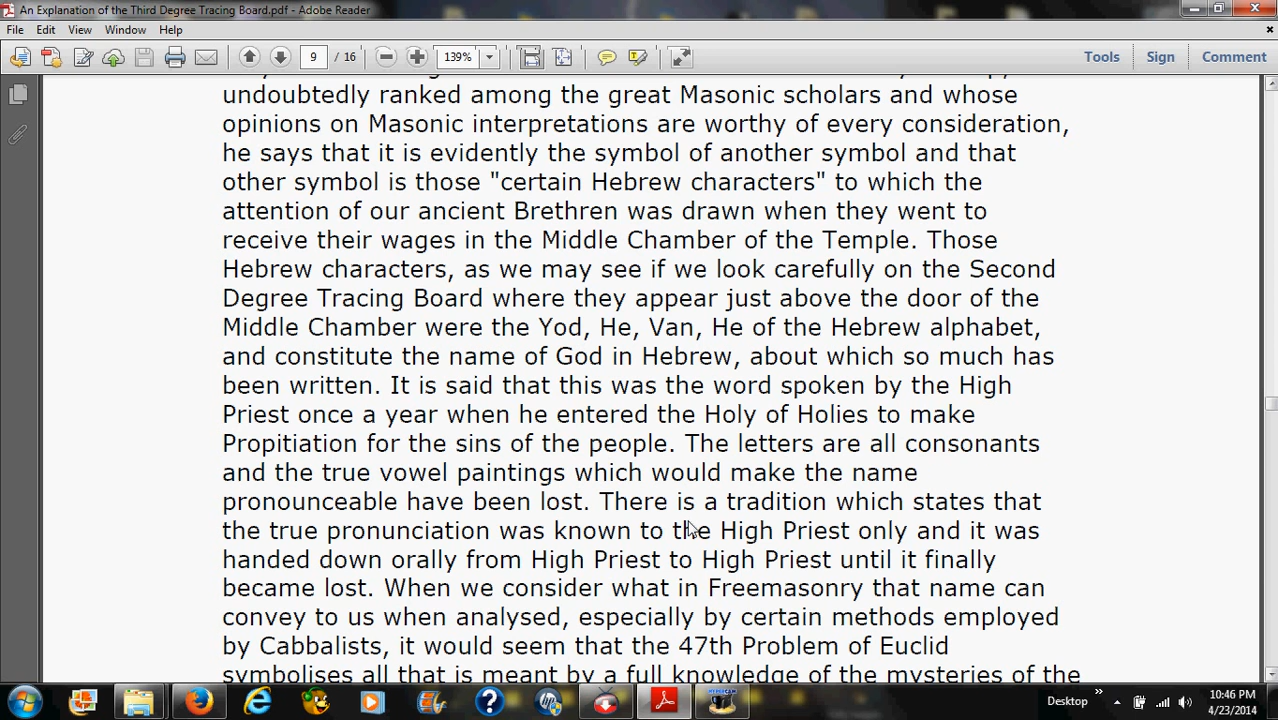 An Explanation of the Third Degree Tracing Board.pdf - Adobe Reader
File Edit View Window Help
9 / 16 139% Tools Sign Comment
undoubtedly ranked among the great Masonic scholars and whose
opinions on Masonic interpretations are worthy of every consideration,
he says that it is evidently the symbol of another symbol and that
other symbol is those "certain Hebrew characters" to which the
attention of our ancient Brethren was drawn when they went to
receive their wages in the Middle Chamber of the Temple. Those
Hebrew characters, as we may see if we look carefully on the Second
Degree Tracing Board where they appear just above the door of the
Middle Chamber were the Yod, He, Van, He of the Hebrew alphabet,
and constitute the name of God in Hebrew, about which so much has
been written. It is said that this was the word spoken by the High
Priest once a year when he entered the Holy of Holies to make
Propitiation for the sins of the people. The letters are all consonants
and the true vowel paintings which would make the name
pronounceable have been lost. There is a tradition which states that
the true pronunciation was known to the High Priest only and it was
handed down orally from High Priest to High Priest until it finally
became lost. When we consider what in Freemasonry that name can
convey to us when analysed, especially by certain methods employed
by Cabbalists, it would seem that the 47th Problem of Euclid
symbolises all that is meant by a full knowledge of the mysteries of the
Desktop 10:46 PM
4/23/2014